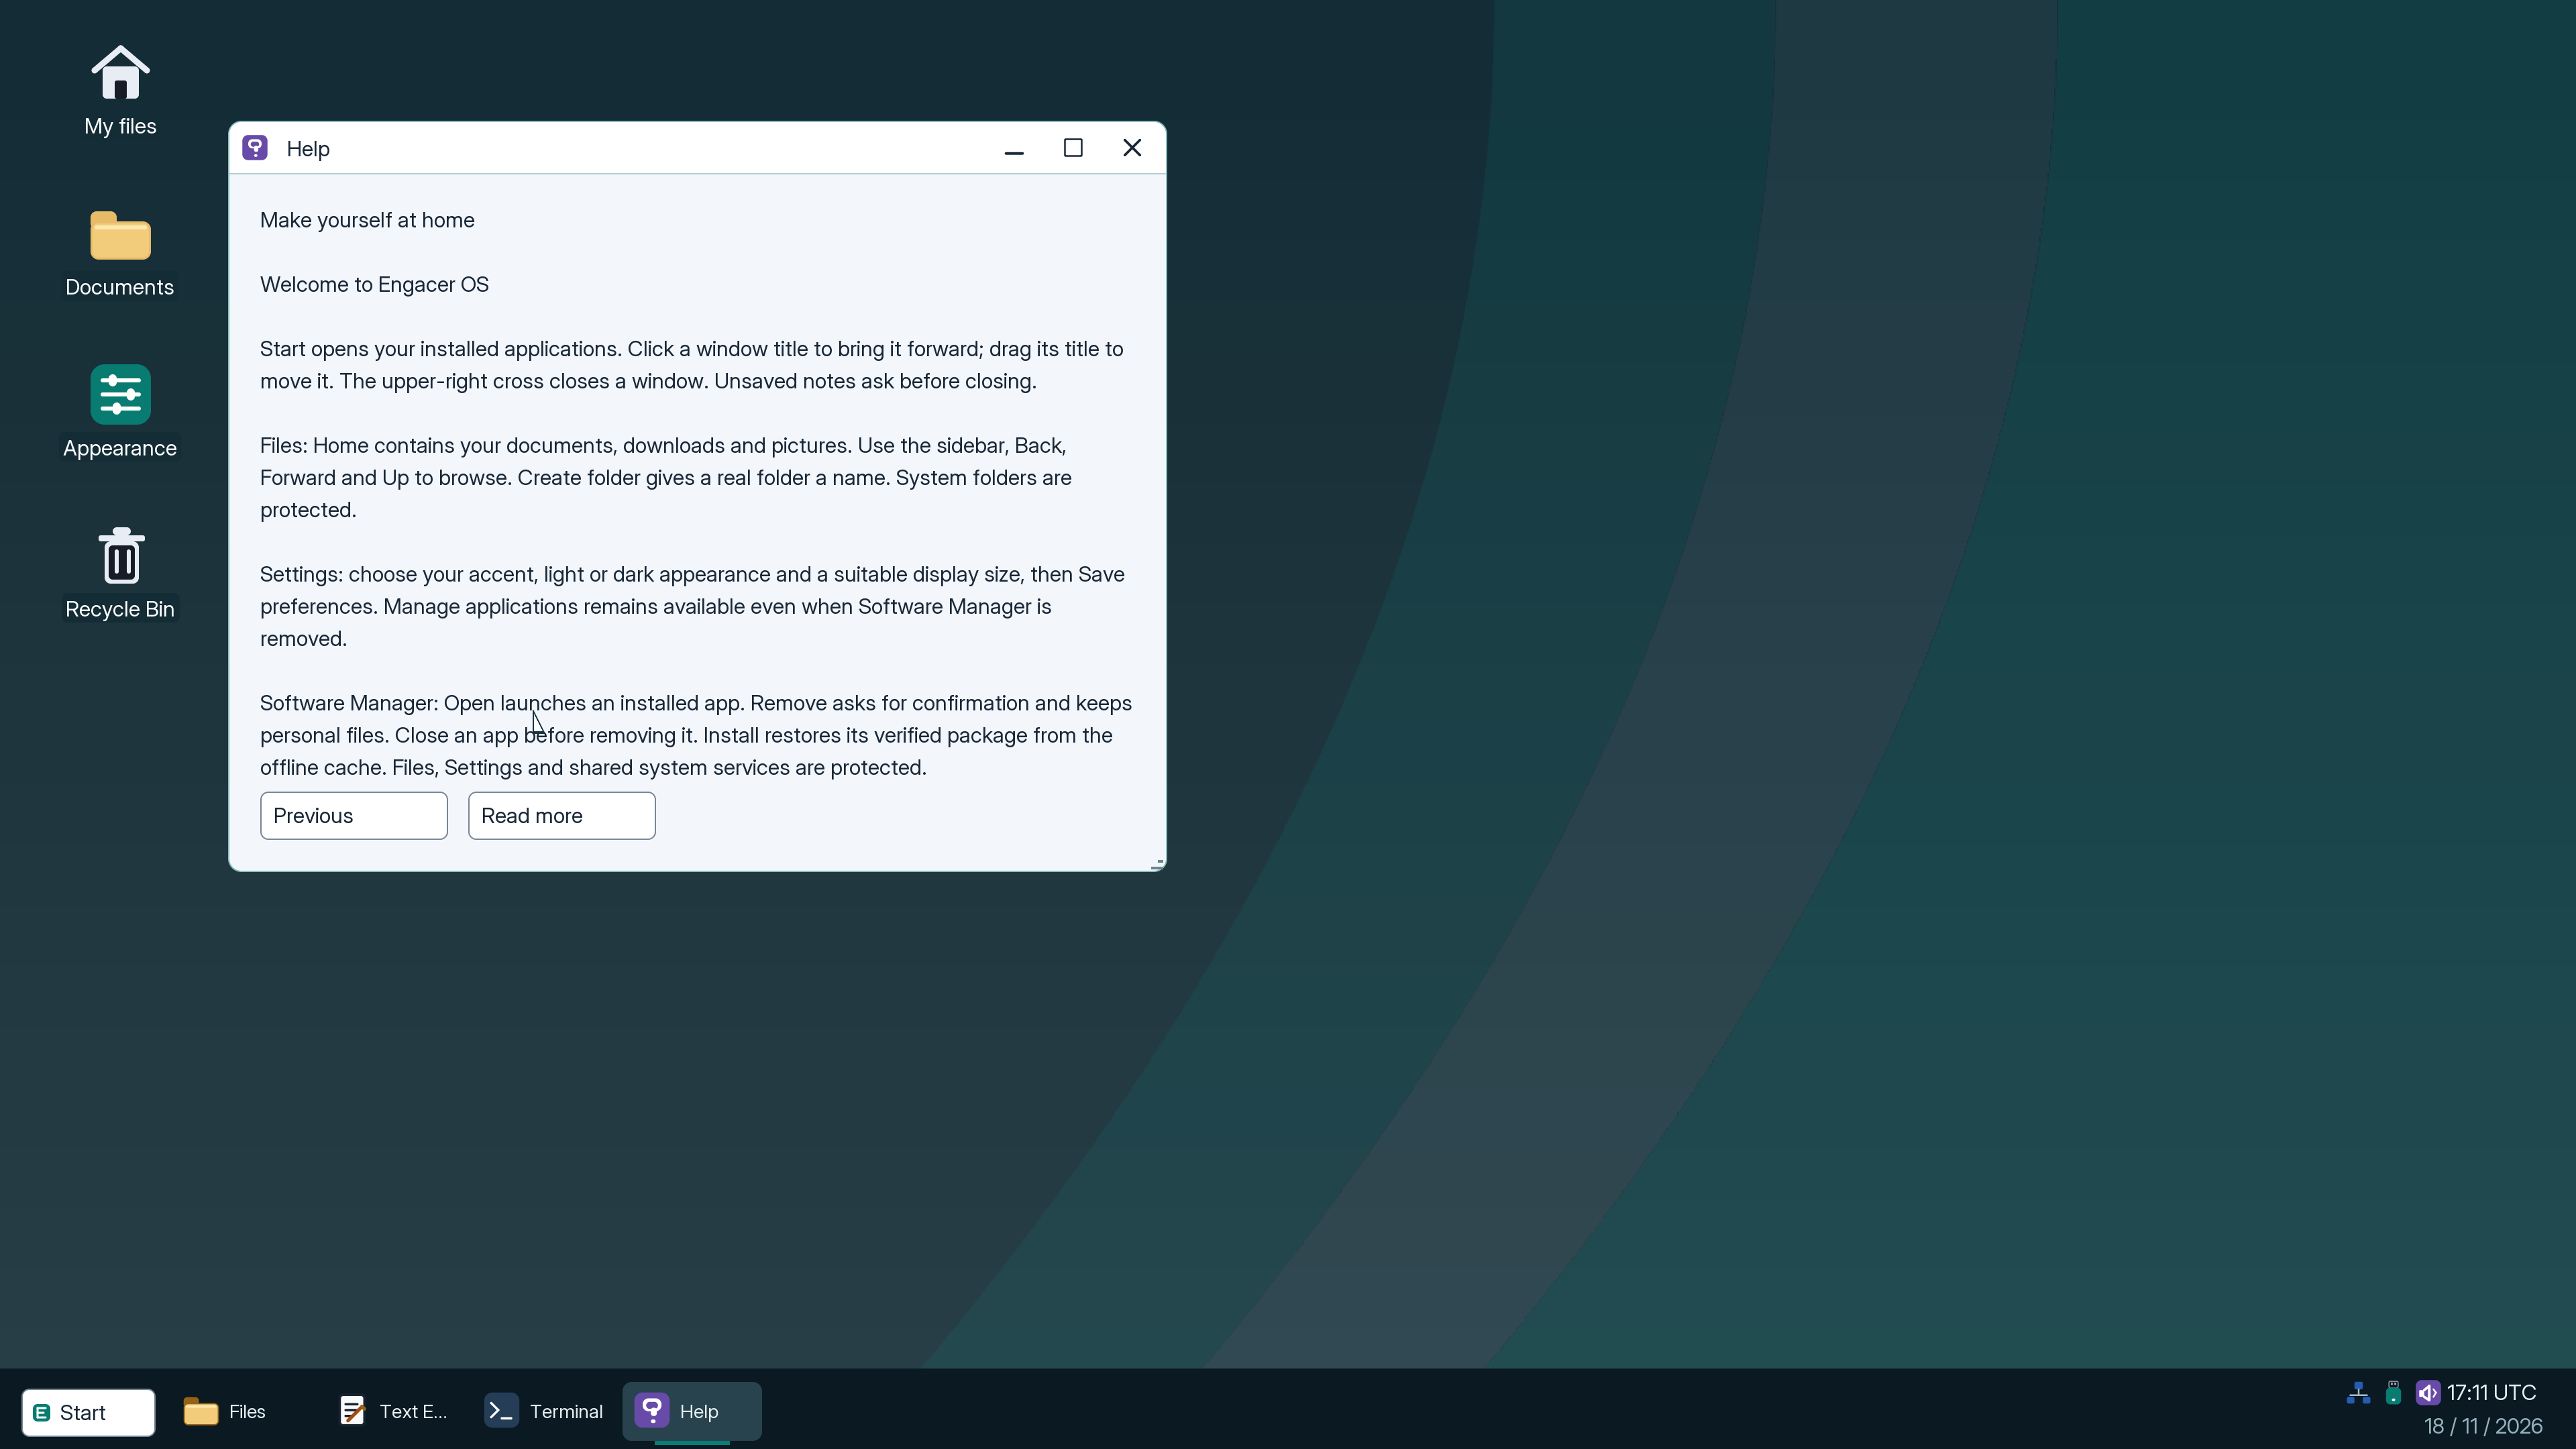 My files
Documents
Appearance
Recycle Bin
Help
Make yourself at home
Welcome to Engacer OS
Start opens your installed applications. Click a window title to bring it forward; drag its title to
move it. The upper-right cross closes a window. Unsaved notes ask before closing.
Files: Home contains your documents, downloads and pictures. Use the sidebar, Back,
Forward and Up to browse. Create folder gives a real folder a name. System folders are
protected.
Settings: choose your accent, light or dark appearance and a suitable display size, then Save
preferences. Manage applications remains available even when Software Manager is
removed.
Software Manager: Open launches an installed app. Remove asks for confirmation and keeps
personal files. Close an app before removing it. Install restores its verified package from the
offline cache. Files, Settings and shared system services are protected.
Previous
Read more
E Start
Files
Text E...
Terminal
Help
17:11 UTC
18 / 11 / 2026